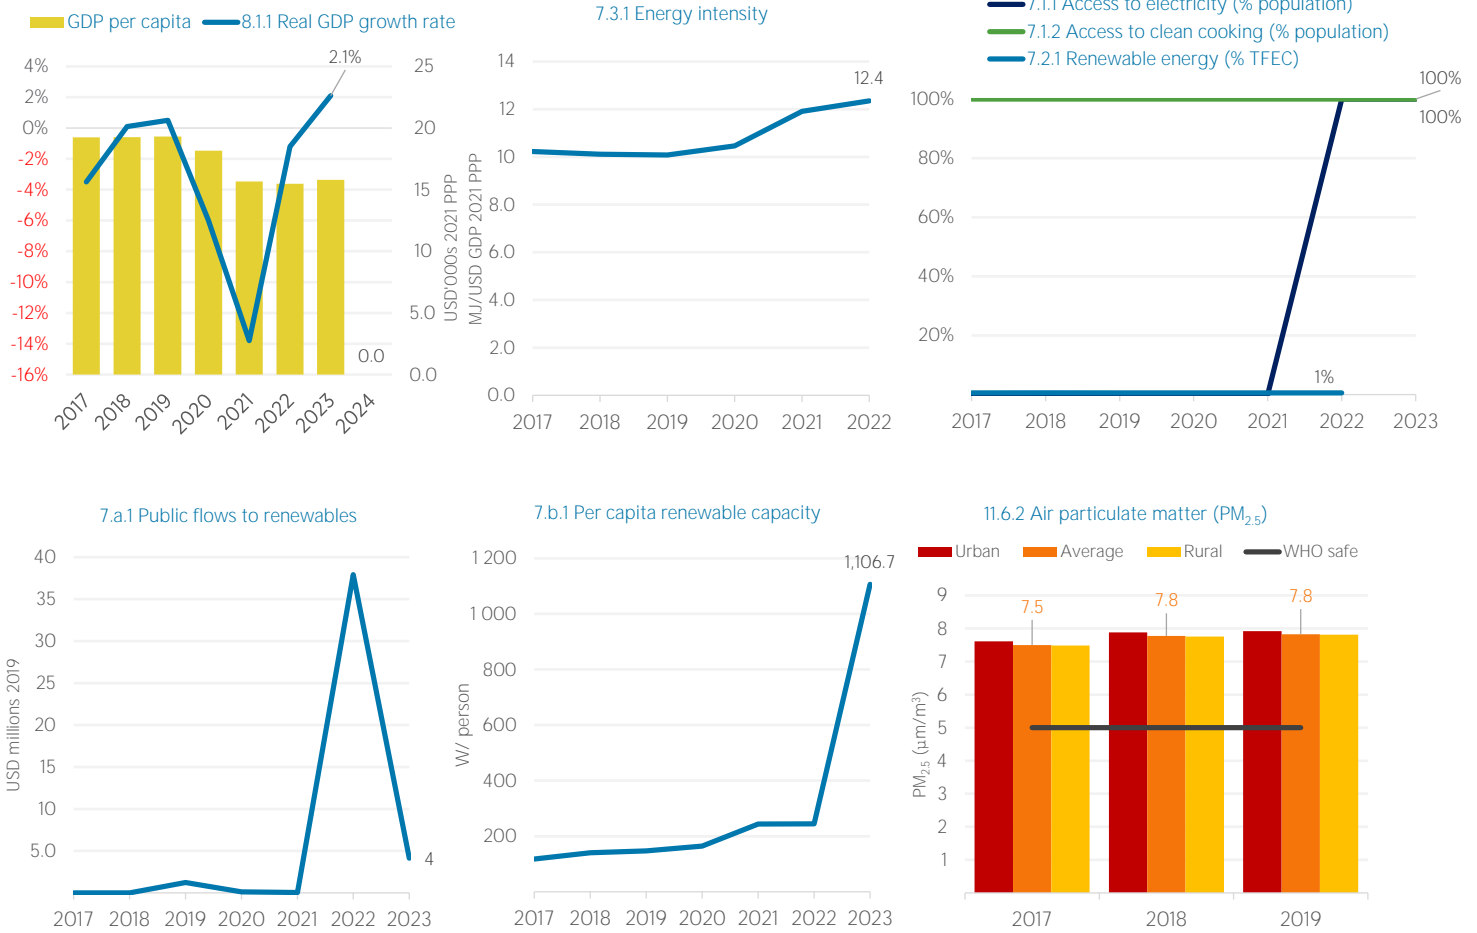 GDP per capita 8.1.1 Real GDP growth rate
2.1%
4% 25
2%
0% 20
-2%
-4% 15
-6%
-8% 10
-10%
-12% 5.0
-14%
0.0
-16% 0.0
USD'000s 2021 PPP
2017 2018 2019 2020 2021 2022 2023 2024
7.3.1 Energy intensity
14
12.4
12
10
8.0
6.0
4.0
2.0
0.0
MJ/USD GDP 2021 PPP
2017 2018 2019 2020 2021 2022
7.1.1 Access to electricity (% population)
7.1.2 Access to clean cooking (% population)
7.2.1 Renewable energy (% TFEC)
100%
100%
100%
80%
60%
40%
20%
1%
2017 2018 2019 2020 2021 2022 2023
7.a.1 Public flows to renewables
40
35
30
25
20
15
10
5.0
4
USD millions 2019
2017 2018 2019 2020 2021 2022 2023
7.b.1 Per capita renewable capacity
1 200
1,106.7
1 000
800
600
400
200
W/ person
2017 2018 2019 2020 2021 2022 2023
11.6.2 Air particulate matter (PM2.5)
Urban Average Rural WHO safe
9
7.5 7.8 7.8
8
7
6
5
4
3
2
1
PM2.5 (μm/m³)
2017 2018 2019